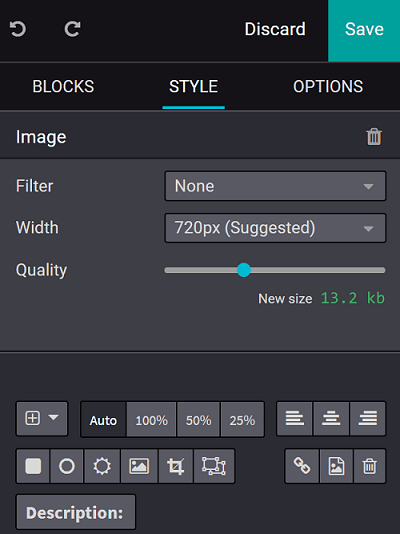 Discard Save
BLOCKS STYLE OPTIONS
Image
Filter None
Width 720px (Suggested)
Quality
New size 13.2 kb
Auto 100% 50% 25%
Description: